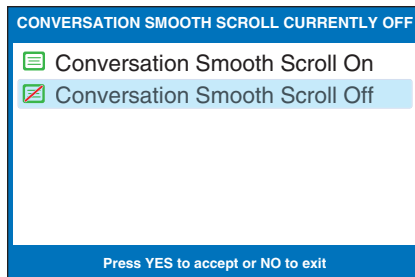 CONVERSATION SMOOTH SCROLL CURRENTLY OFF
Conversation Smooth Scroll On
Conversation Smooth Scroll Off
Press YES to accept or NO to exit